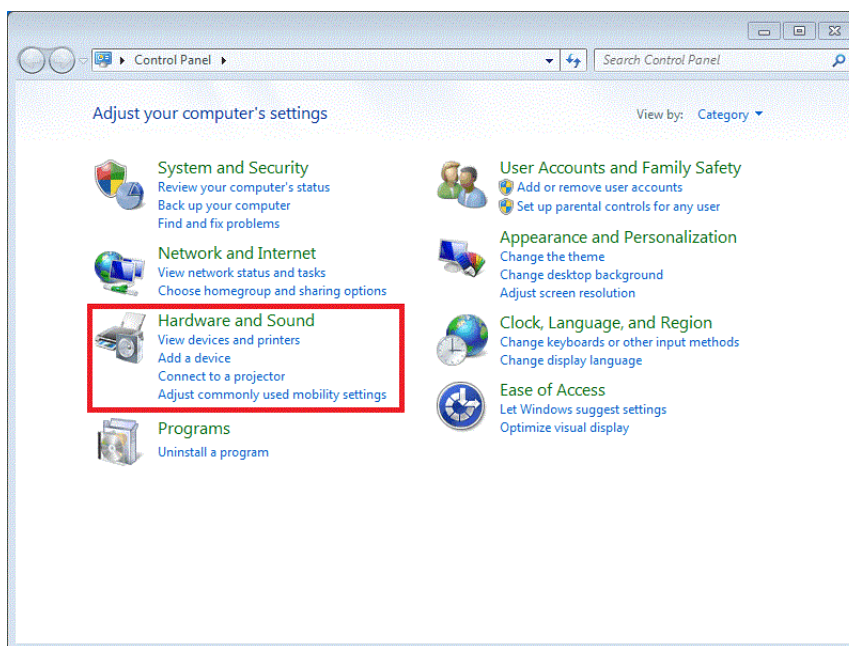 Control Panel
Search Control Panel
Adjust your computer's settings
View by: Category
System and Security
Review your computer's status
Back up your computer
Find and fix problems
Network and Internet
View network status and tasks
Choose homegroup and sharing options
Hardware and Sound
View devices and printers
Add a device
Connect to a projector
Adjust commonly used mobility settings
Programs
Uninstall a program
User Accounts and Family Safety
Add or remove user accounts
Set up parental controls for any user
Appearance and Personalization
Change the theme
Change desktop background
Adjust screen resolution
Clock, Language, and Region
Change keyboards or other input methods
Change display language
Ease of Access
Let Windows suggest settings
Optimize visual display